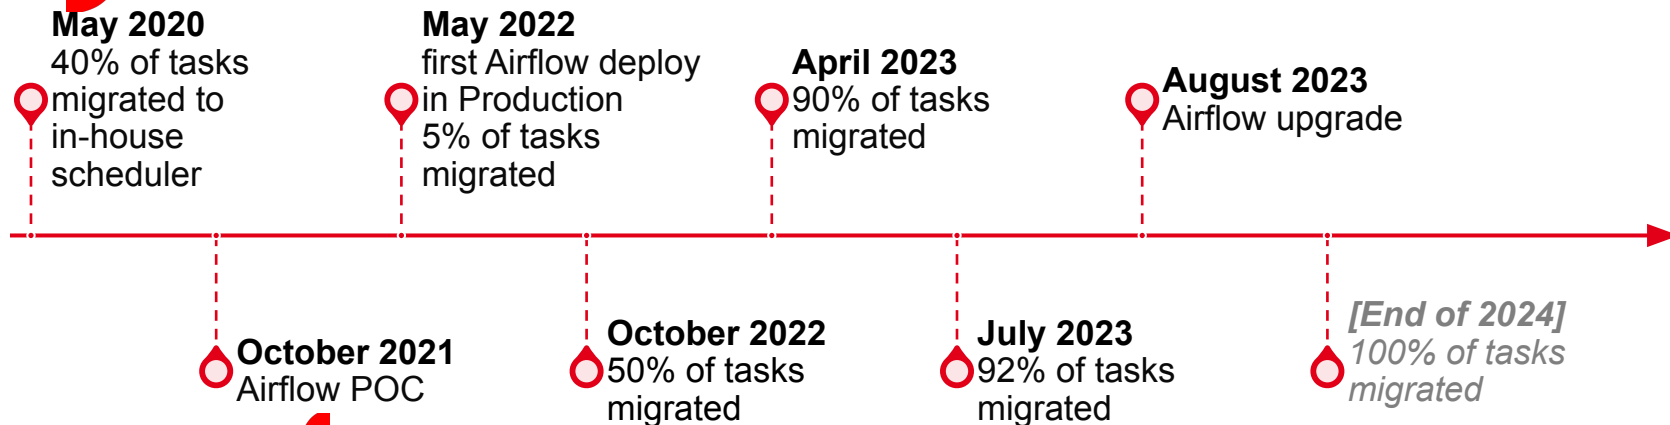 May 2020
40% of tasks
migrated to
in-house
scheduler
October 2021
Airflow POC
May 2022
first Airflow deploy
in Production
5% of tasks
migrated
October 2022
50% of tasks
migrated
April 2023
90% of tasks
migrated
July 2023
92% of tasks
migrated
August 2023
Airflow upgrade
[End of 2024]
100% of tasks
migrated